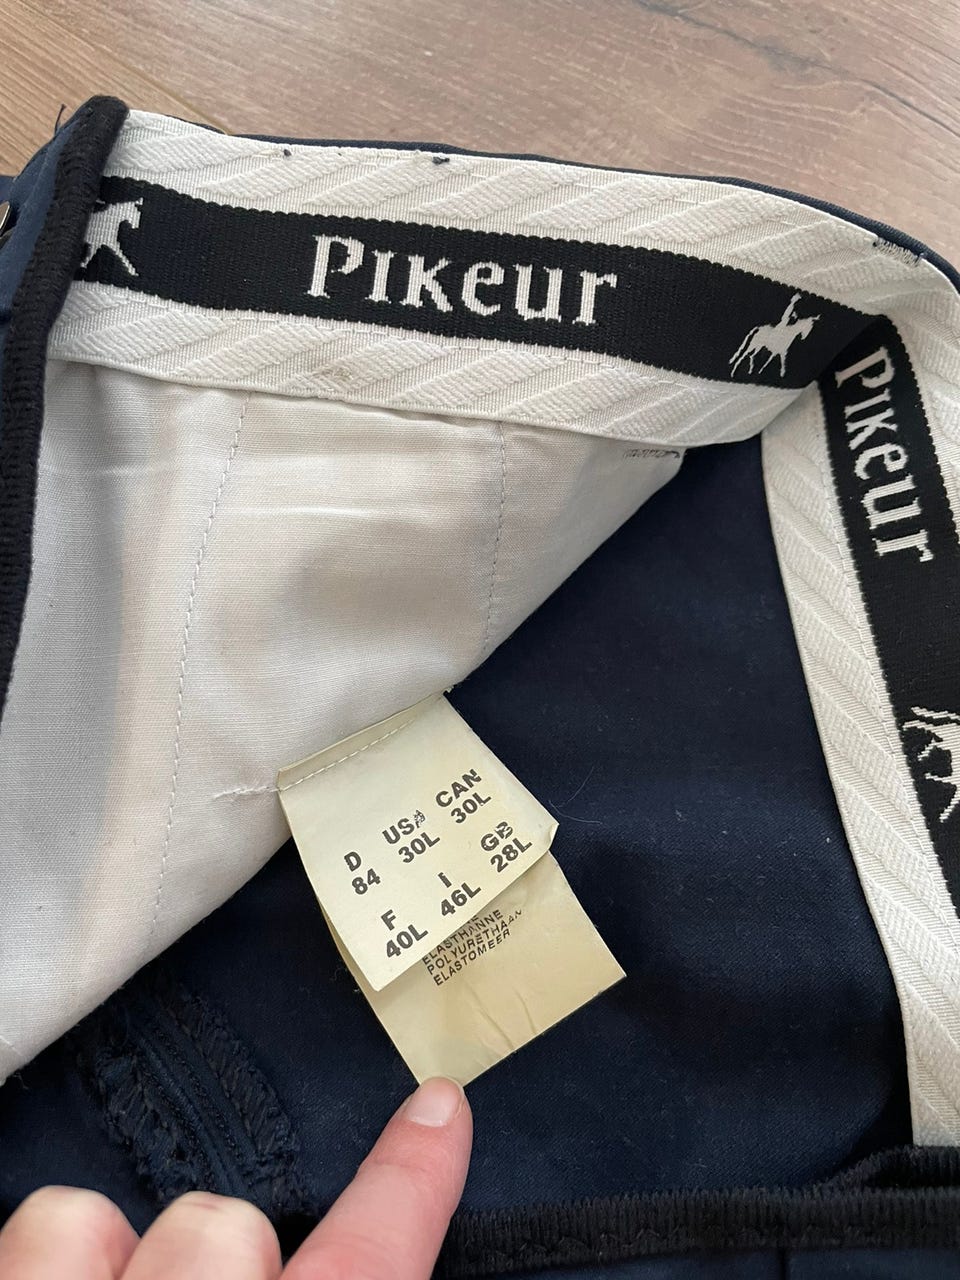 Pikeur
Pikeur
D USA CAN
84 30L 30L
F I GB
40L 46L 28L
ELASTHANNE
POLYURETHAAN
ELASTOMEER